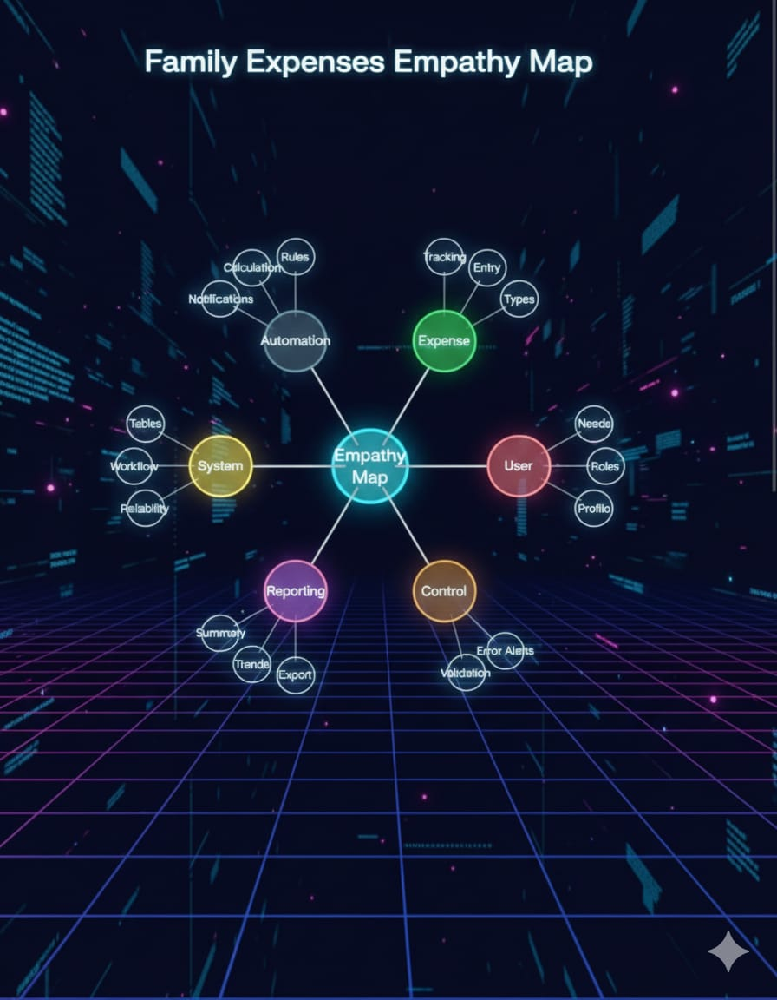 Family Expenses Empathy Map
Rules
Calculation
Notifications
Automation
Tracking
Entry
Types
Expense
Tables
Workflow
Reliability
System
Empathy
Map
User
Needs
Roles
Profilo
Reporting
Summary
Trende
Export
Control
Error Alerts
Validation